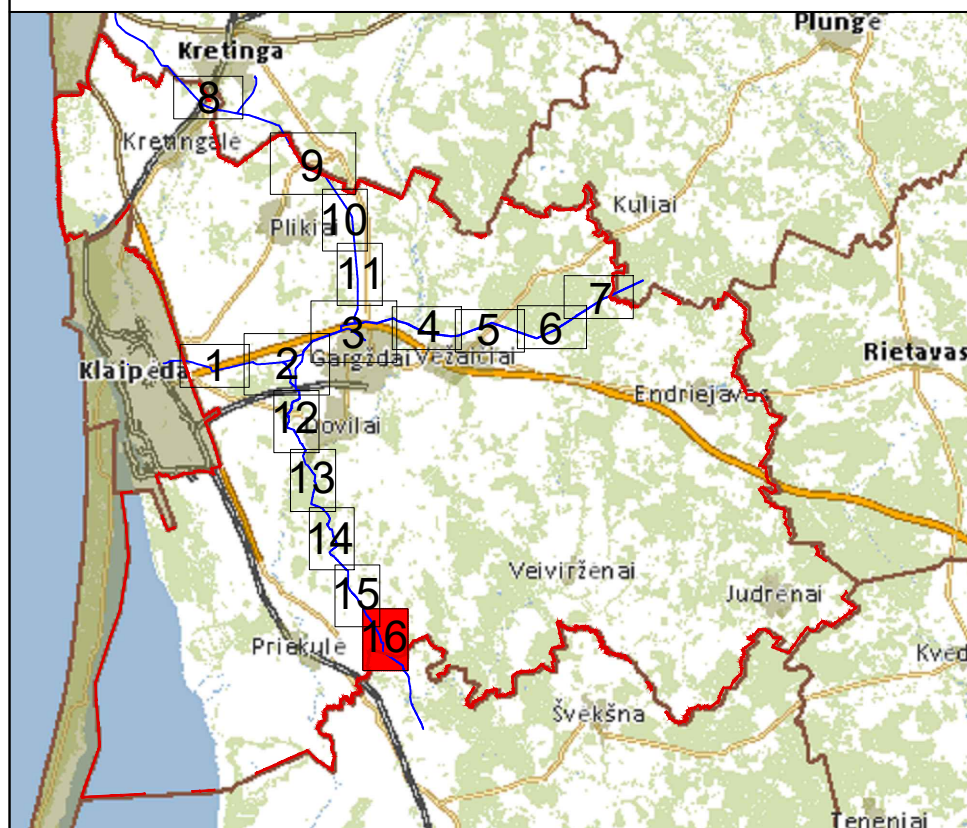 Plungė
Kretinga
8
Kretingalė
9
Kuliai
10
Plikiai
11
7
3
4
5
6
Gargždai
Vėžaičiai
Rietavas
Klaipėda
1
2
Endriejavas
12
Dovilai
13
14
Veiviržėnai
15
Judrėnai
16
Priekulė
Kvėd
Švėkšna
Teneniai